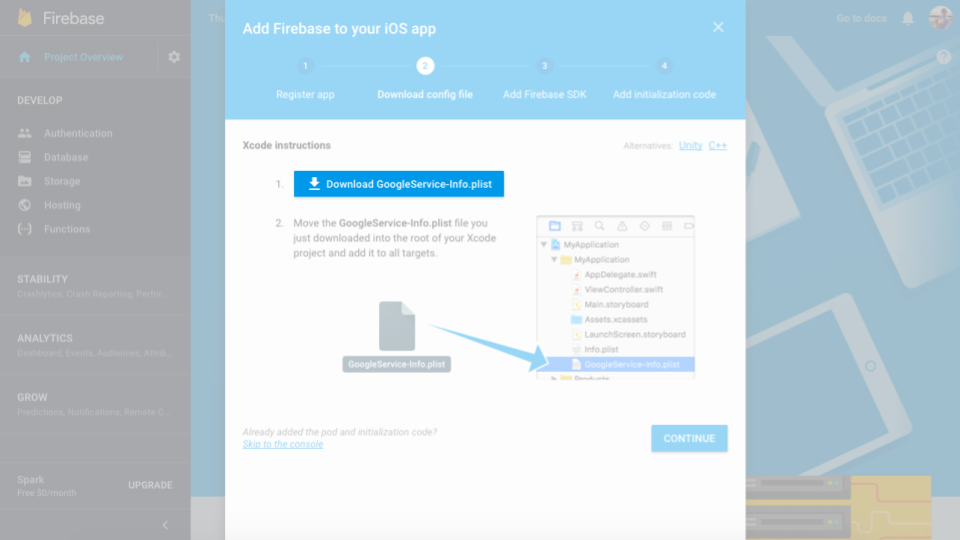 Firebase
Project Overview
DEVELOP
Authentication
Database
Storage
Hosting
Functions
STABILITY
Crashlytics, Crash Reporting, Perfor...
ANALYTICS
Dashboard, Events, Audiences, Attri...
GROW
Predictions, Notifications, Remote C...
Spark
Free $0/month
UPGRADE
Go to docs
Add Firebase to your iOS app
1
2
3
4
Register app
Download config file
Add Firebase SDK
Add initialization code
Xcode instructions
Alternatives: Unity C++
1. Download GoogleService-Info.plist
2. Move the GoogleService-Info.plist file you
just downloaded into the root of your Xcode
project and add it to all targets.
GoogleService-Info.plist
MyApplication
MyApplication
AppDelegate.swift
ViewController.swift
Main.storyboard
Assets.xcassets
LaunchScreen.storyboard
Info.plist
GoogleService-Info.plist
Products
Already added the pod and initialization code?
Skip to the console
CONTINUE